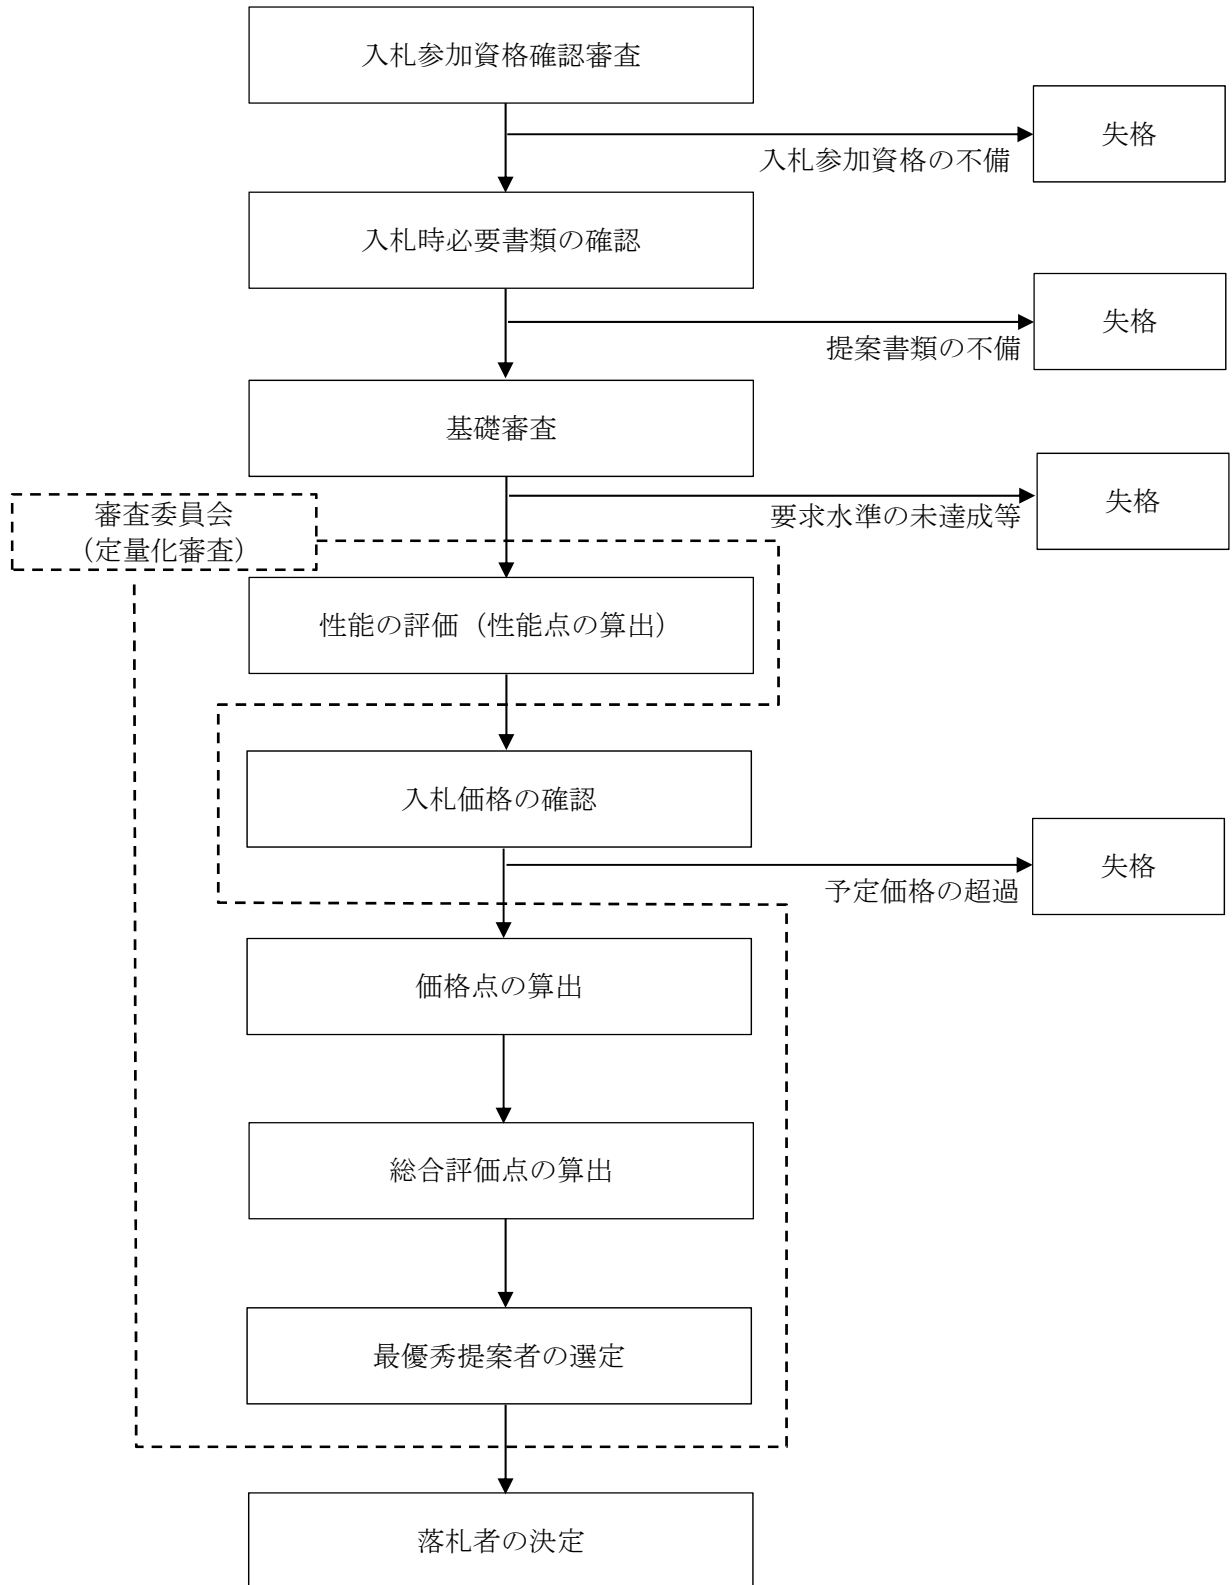 入札参加資格確認審査
失格
入札参加資格の不備
入札時必要書類の確認
失格
提案書類の不備
基礎審査
失格
要求水準の未達成等
審査委員会
（定量化審査）
性能の評価（性能点の算出）
入札価格の確認
失格
予定価格の超過
価格点の算出
総合評価点の算出
最優秀提案者の選定
落札者の決定